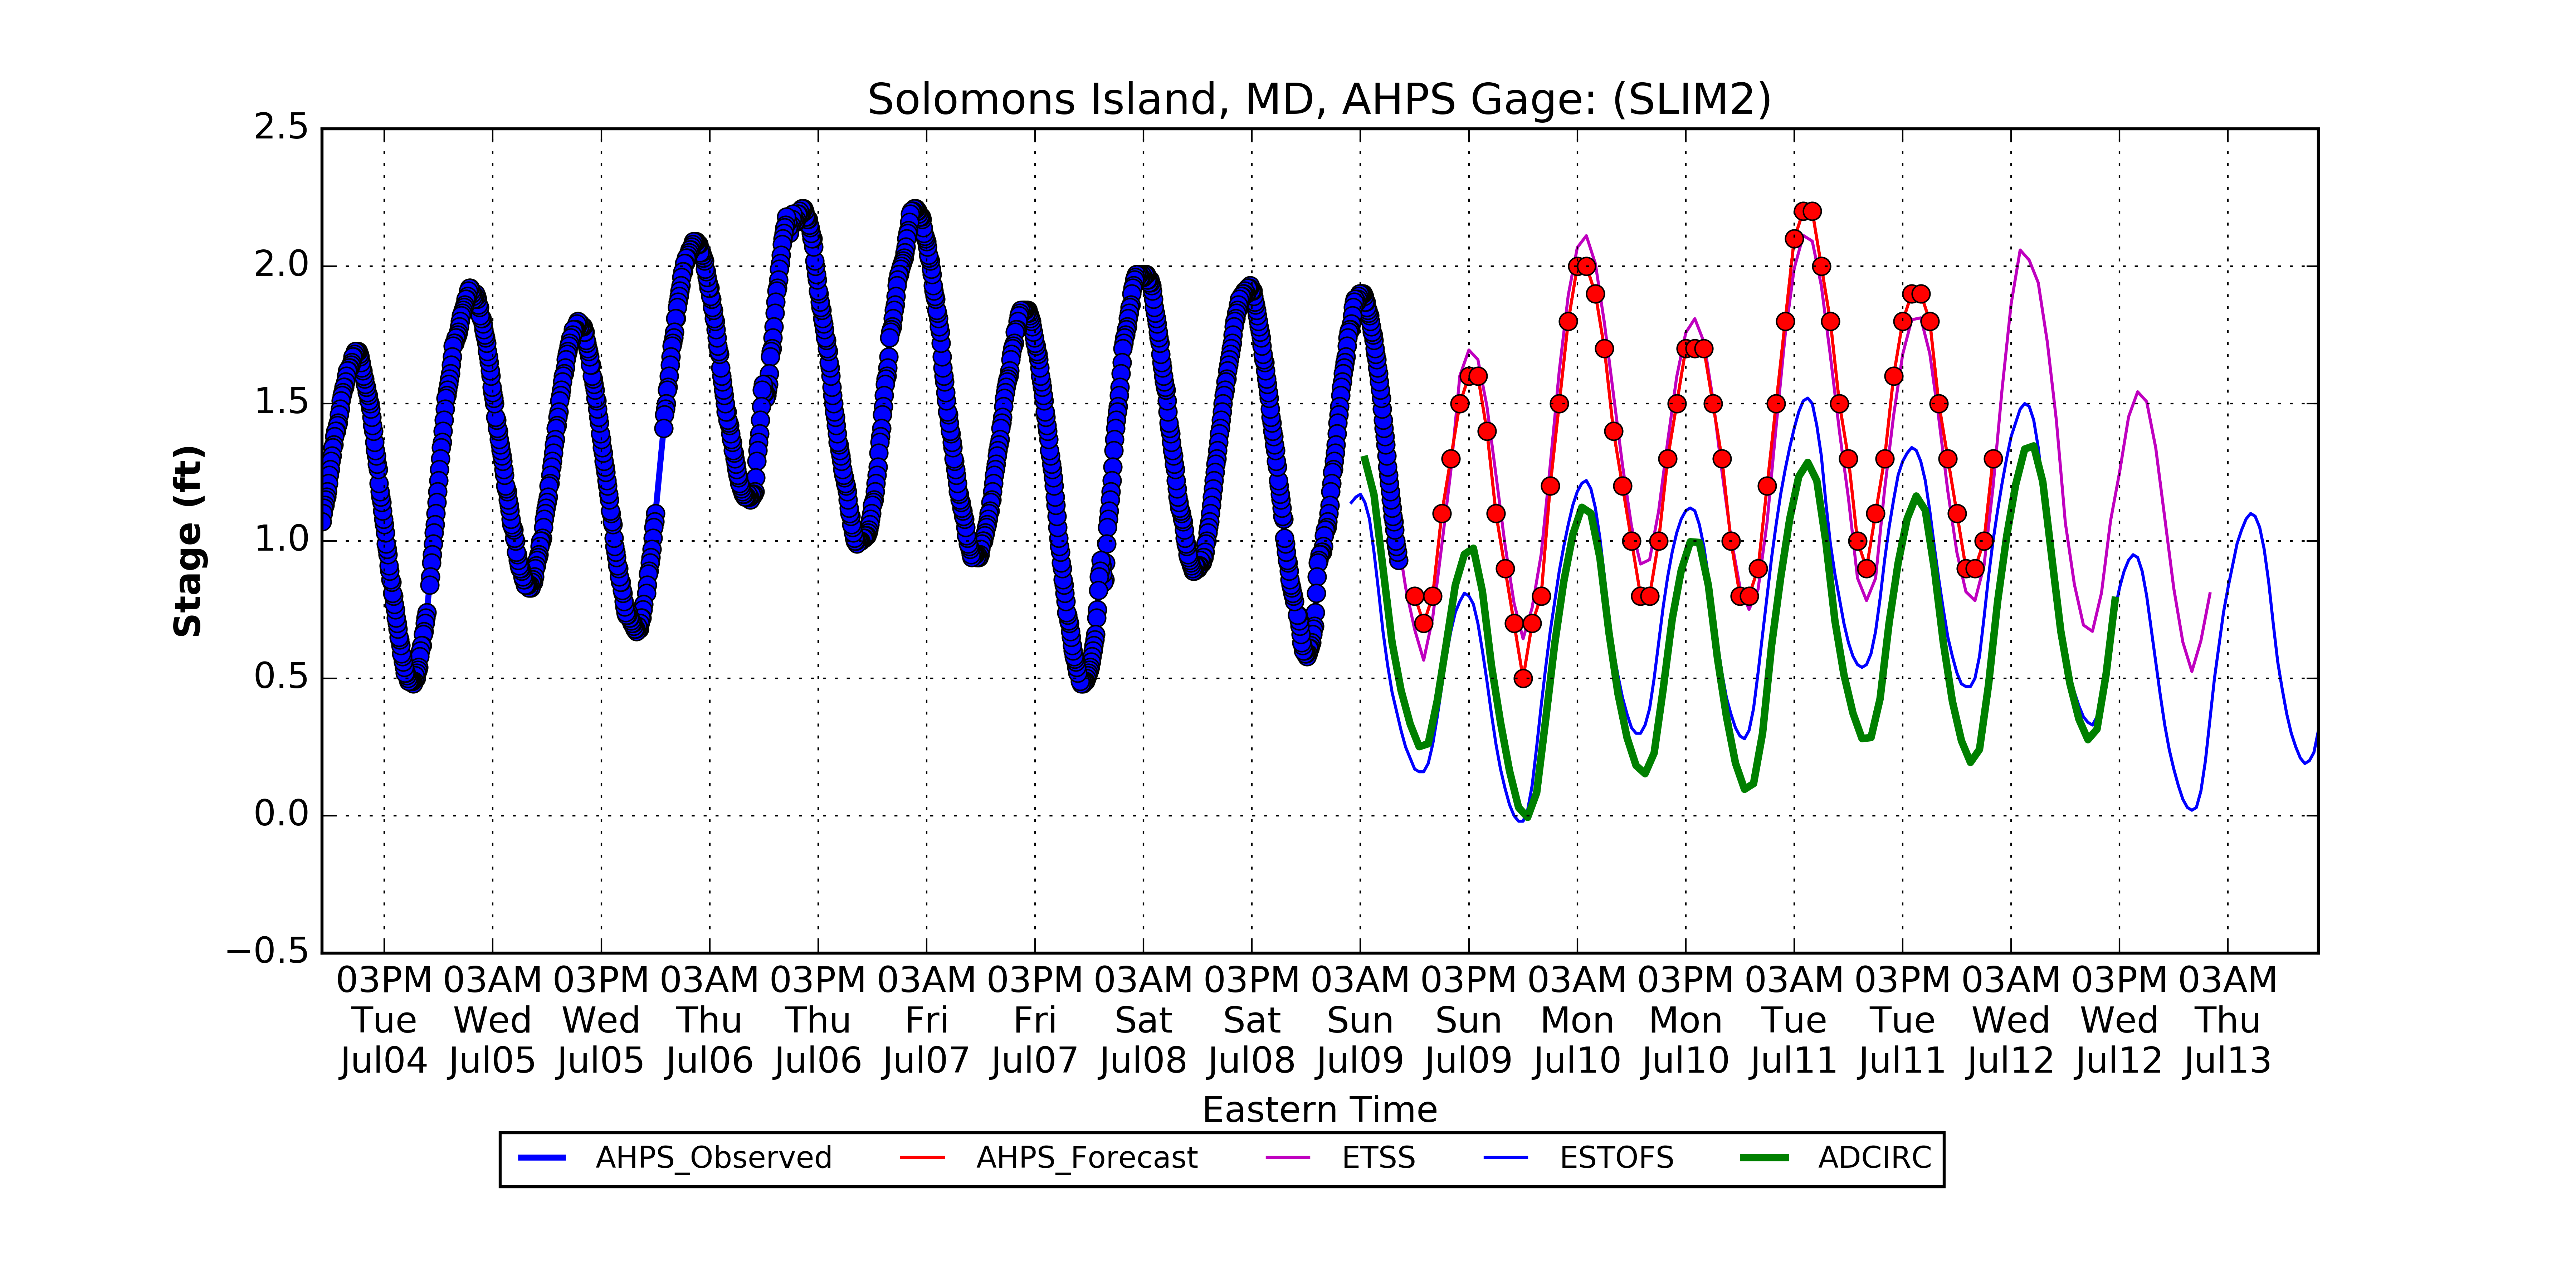 Solomons Island, MD, AHPS Gage: (SLIM2)
2.5
2.0
1.5
1.0
0.5
0.0
−0.5
Stage (ft)
03PM 03AM 03PM 03AM 03PM 03AM 03PM 03AM 03PM 03AM 03PM 03AM 03PM 03AM 03PM 03AM 03PM 03AM
Tue Wed Wed Thu Thu Fri Fri Sat Sat Sun Sun Mon Mon Tue Tue Wed Wed Thu
Jul04 Jul05 Jul05 Jul06 Jul06 Jul07 Jul07 Jul08 Jul08 Jul09 Jul09 Jul10 Jul10 Jul11 Jul11 Jul12 Jul12 Jul13
Eastern Time
AHPS_Observed AHPS_Forecast ETSS ESTOFS ADCIRC